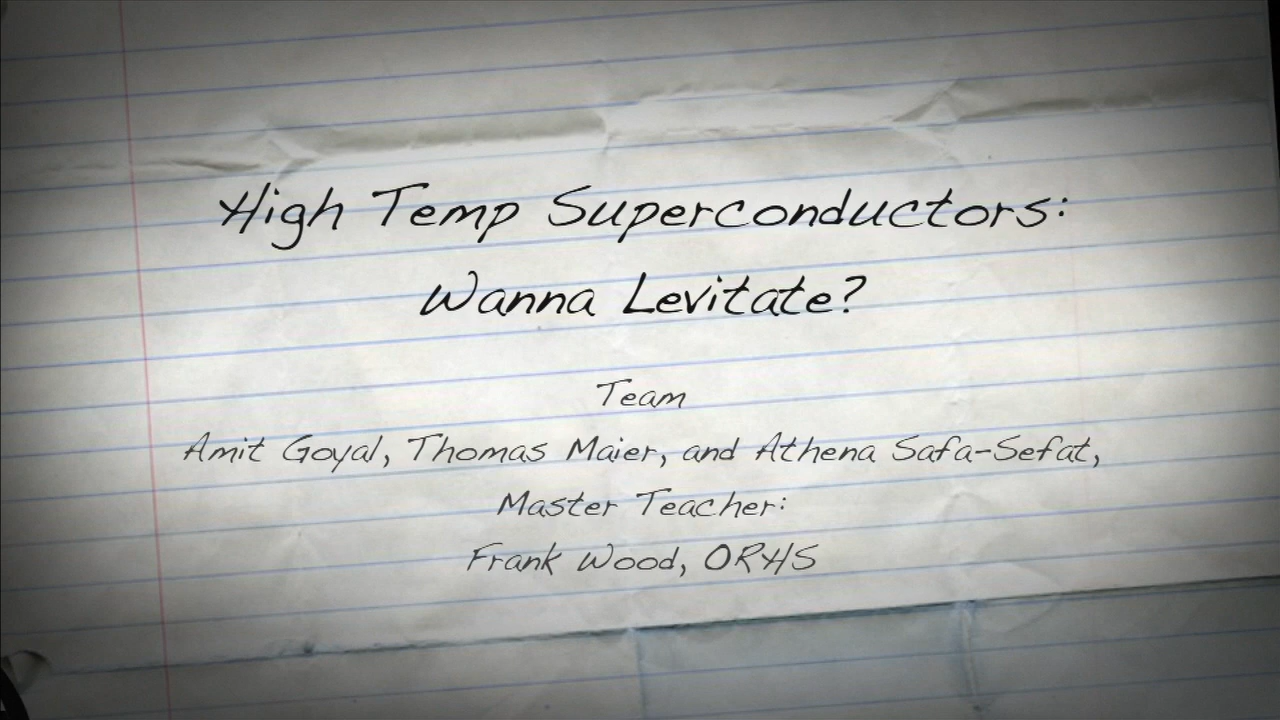 High Temp Superconductors:
Wanna Levitate?
Team
Amit Goyal, Thomas Maier, and Athena Safa-Sefat,
Master Teacher:
Frank Wood, ORHS